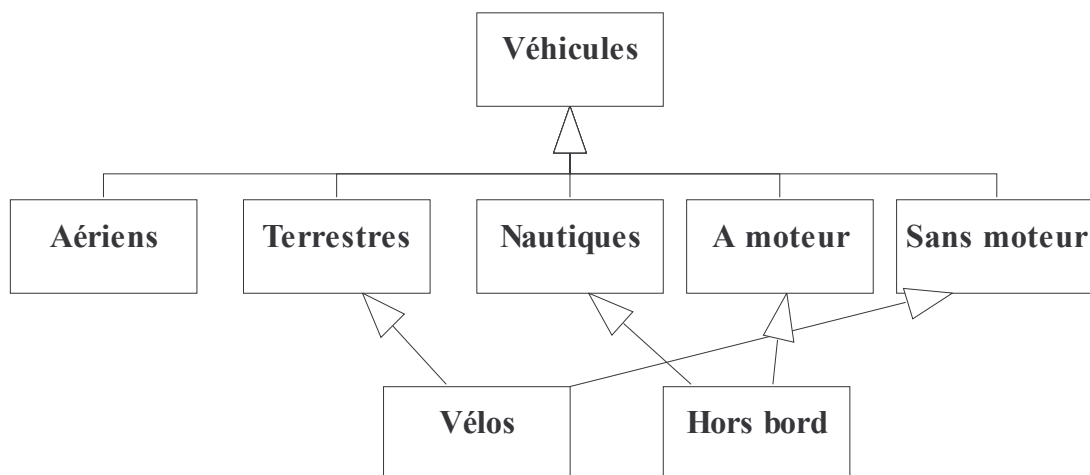 Véhicules
Aériens
Terrestres
Nautiques
A moteur
Sans moteur
Vélos
Hors bord